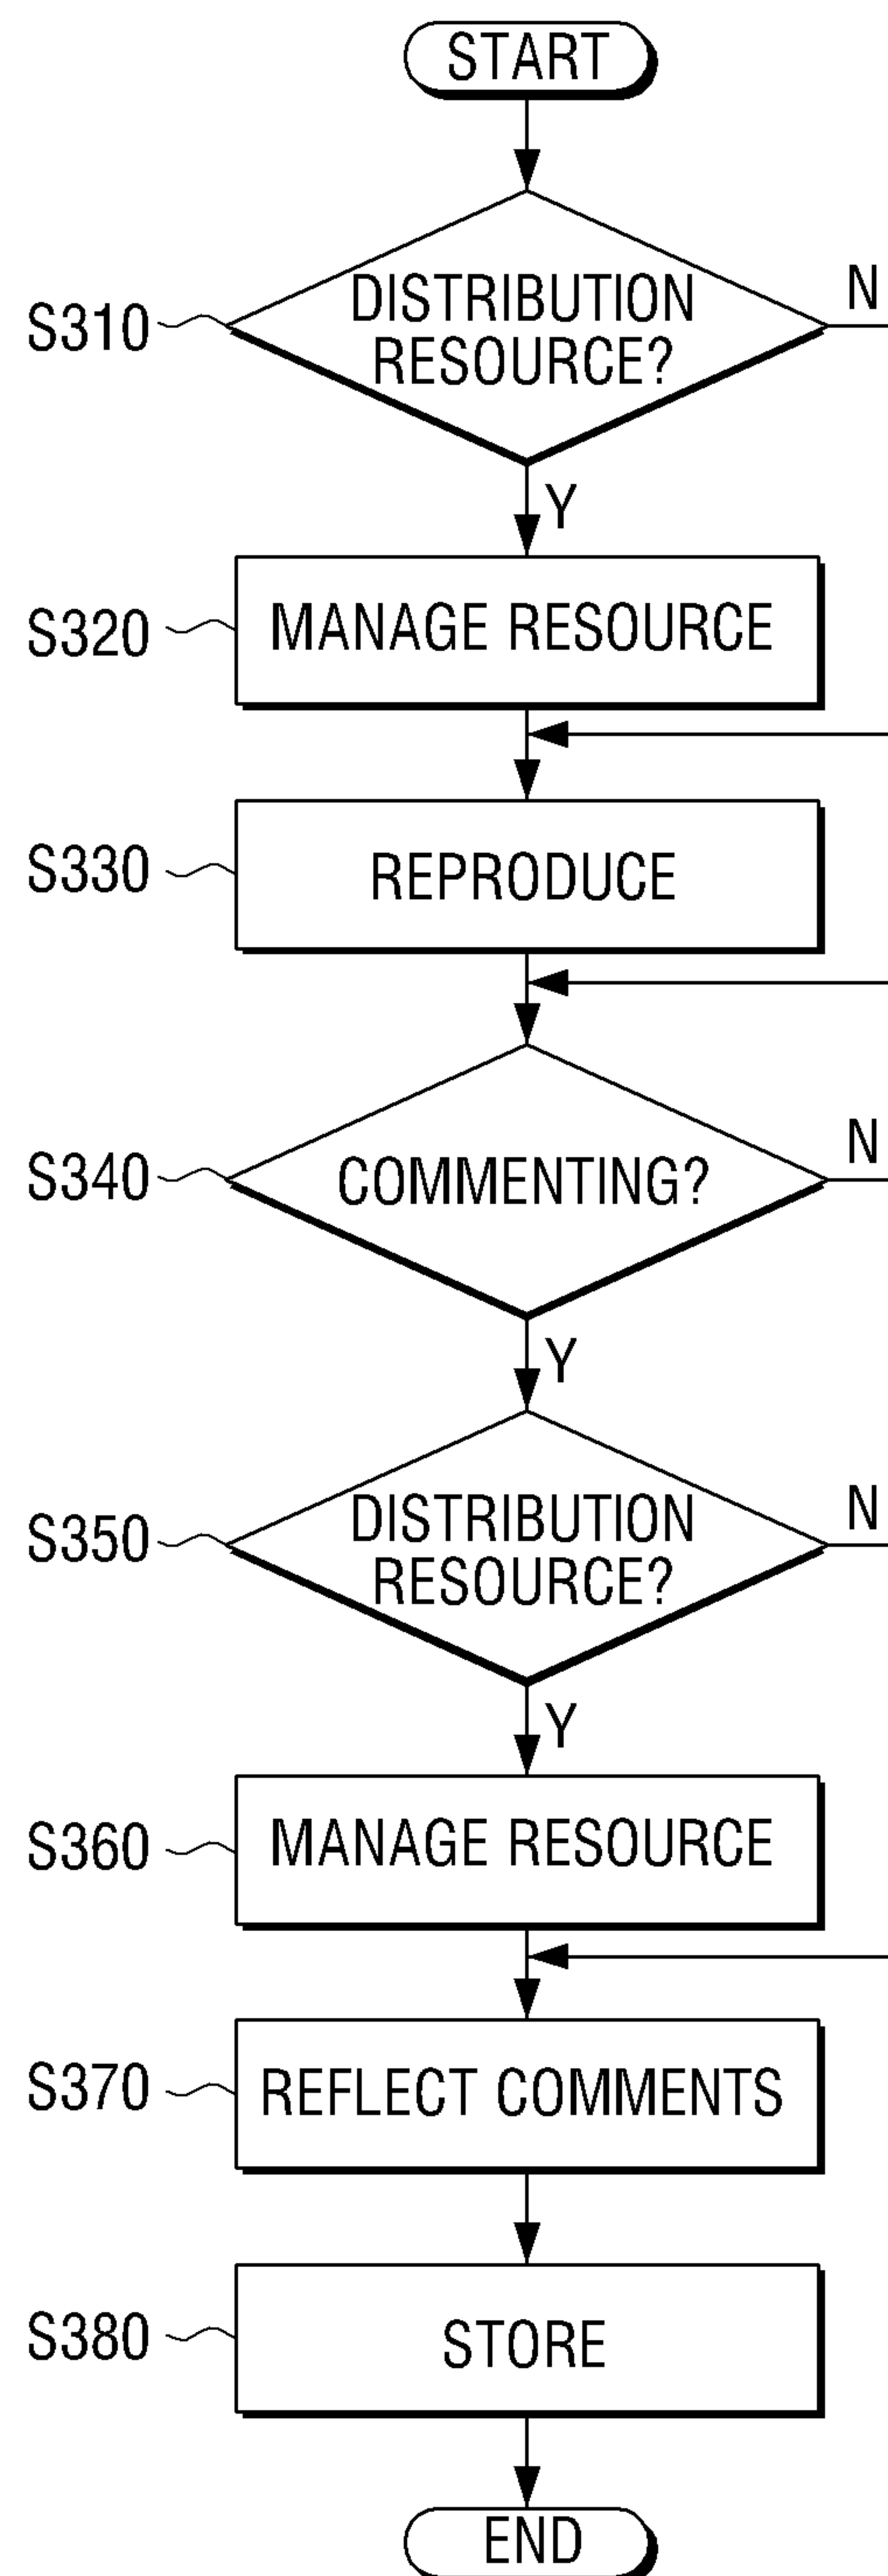 START
S310
DISTRIBUTION
RESOURCE?
N
Y
S320
MANAGE RESOURCE
S330
REPRODUCE
S340
COMMENTING?
N
Y
S350
DISTRIBUTION
RESOURCE?
N
Y
S360
MANAGE RESOURCE
S370
REFLECT COMMENTS
S380
STORE
END